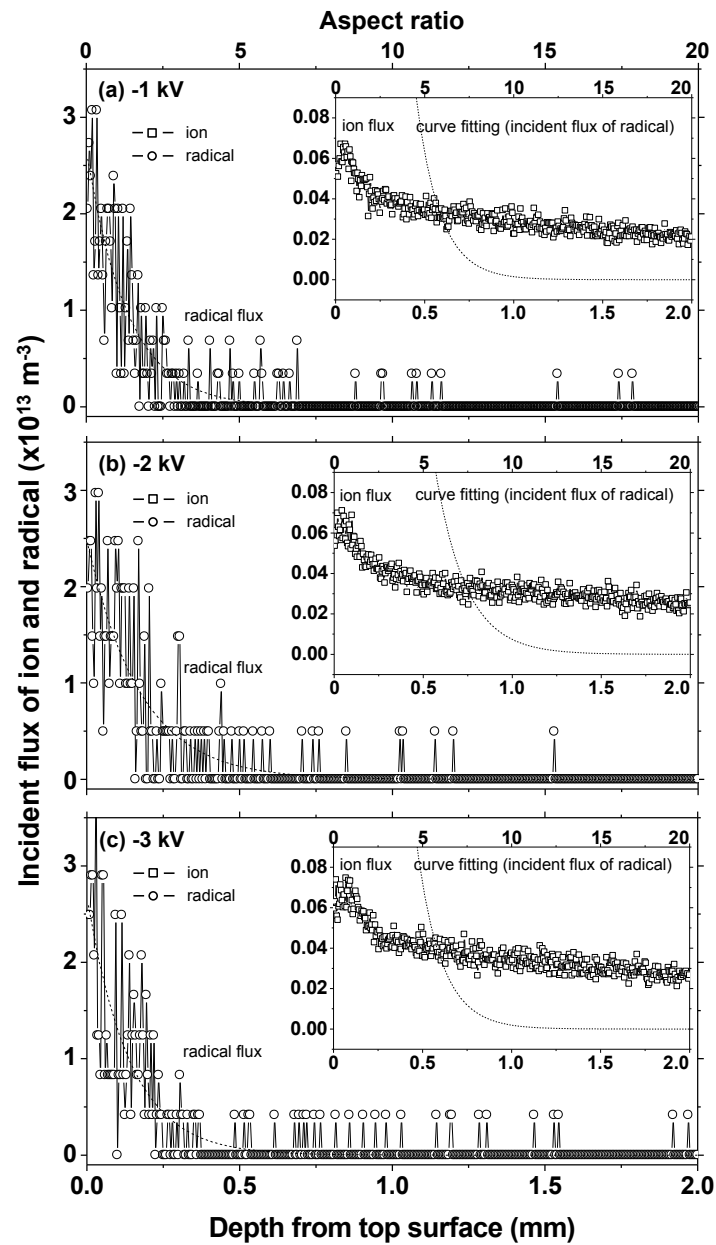 Aspect ratio
0 5 10 15 20
(a) -1 kV
ion
radical
radical flux
3
2
1
0
0 5 10 15 20
ion flux curve fitting (incident flux of radical)
0.08
0.06
0.04
0.02
0.00
0 0.5 1.0 1.5 2.0
(b) -2 kV
ion
radical
radical flux
3
2
1
0
0 5 10 15 20
ion flux curve fitting (incident flux of radical)
0.08
0.06
0.04
0.02
0.00
0 0.5 1.0 1.5 2.0
(c) -3 kV
ion
radical
radical flux
3
2
1
0
0 5 10 15 20
ion flux curve fitting (incident flux of radical)
0.08
0.06
0.04
0.02
0.00
0 0.5 1.0 1.5 2.0
0.0 0.5 1.0 1.5 2.0
Depth from top surface (mm)
Incident flux of ion and radical (x10¹³ m⁻³)